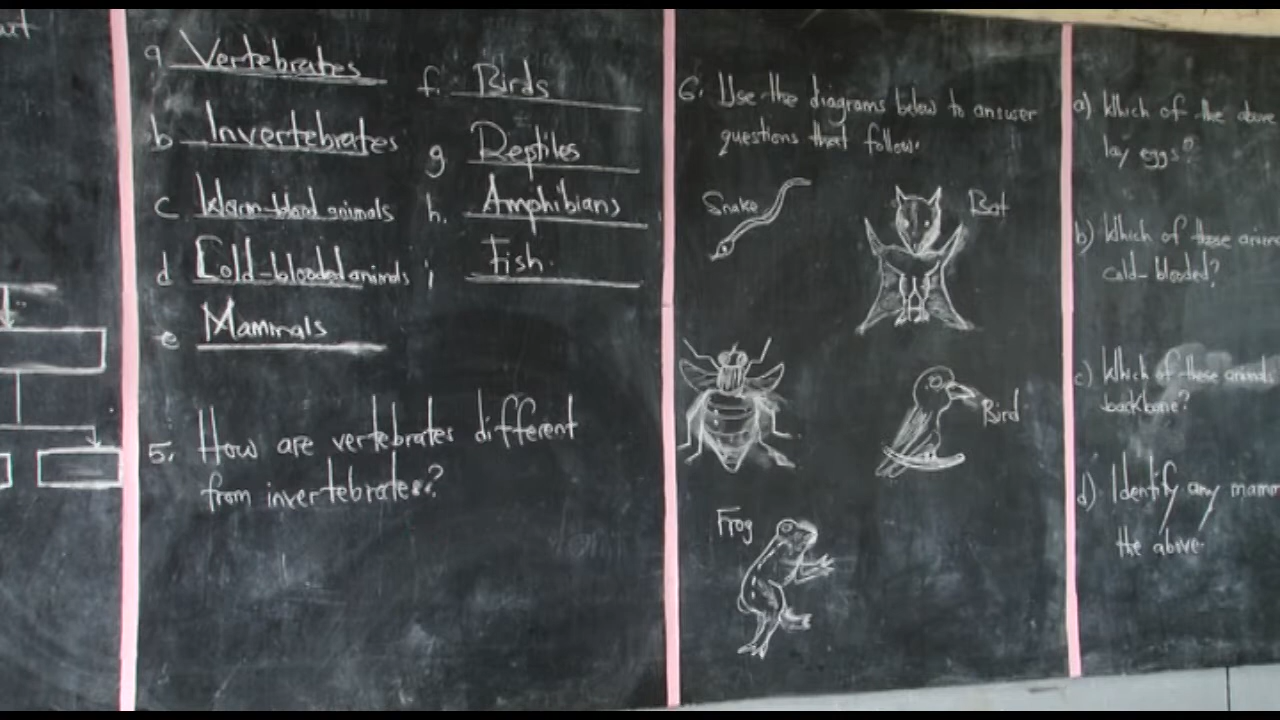 a Vertebrates
b Invertebrates
c Warm-blood animals
d Cold-blooded animals
e Mammals
f. Birds
g Reptiles
h. Amphibians
i Fish.
5. How are vertebrates different
from invertebrates?
6. Use the diagrams below to answer
questions that follow.
Snake
Bat
Bird
Frog
a) Which of the above
lay eggs?
b) Which of these
cold-blooded?
c) Which of these animals
backbone?
d) Identify any
the above.